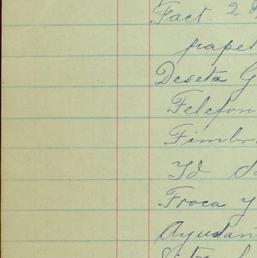 Fact. 2
papel
Deseta G
Telefon
Timbr
Id
Troca y
Ayudan